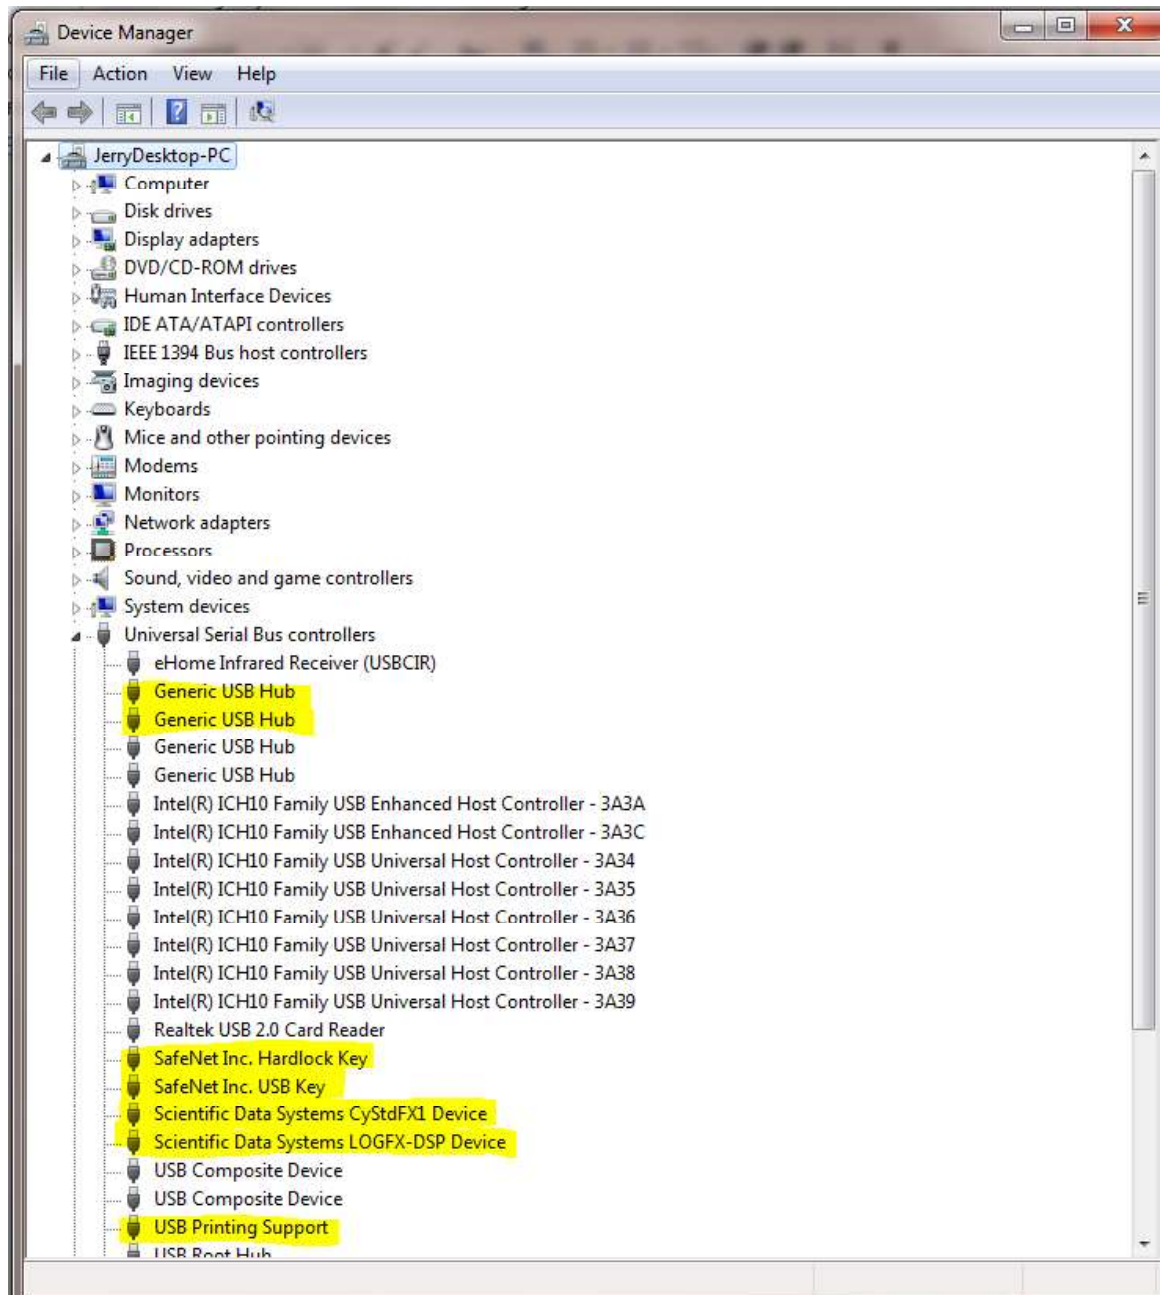 Device Manager
File Action View Help
JerryDesktop-PC
Computer
Disk drives
Display adapters
DVD/CD-ROM drives
Human Interface Devices
IDE ATA/ATAPI controllers
IEEE 1394 Bus host controllers
Imaging devices
Keyboards
Mice and other pointing devices
Modems
Monitors
Network adapters
Processors
Sound, video and game controllers
System devices
Universal Serial Bus controllers
eHome Infrared Receiver (USBCIR)
Generic USB Hub
Generic USB Hub
Generic USB Hub
Generic USB Hub
Intel(R) ICH10 Family USB Enhanced Host Controller - 3A3A
Intel(R) ICH10 Family USB Enhanced Host Controller - 3A3C
Intel(R) ICH10 Family USB Universal Host Controller - 3A34
Intel(R) ICH10 Family USB Universal Host Controller - 3A35
Intel(R) ICH10 Family USB Universal Host Controller - 3A36
Intel(R) ICH10 Family USB Universal Host Controller - 3A37
Intel(R) ICH10 Family USB Universal Host Controller - 3A38
Intel(R) ICH10 Family USB Universal Host Controller - 3A39
Realtek USB 2.0 Card Reader
SafeNet Inc. Hardlock Key
SafeNet Inc. USB Key
Scientific Data Systems CyStdFX1 Device
Scientific Data Systems LOGFX-DSP Device
USB Composite Device
USB Composite Device
USB Printing Support
USB Root Hub